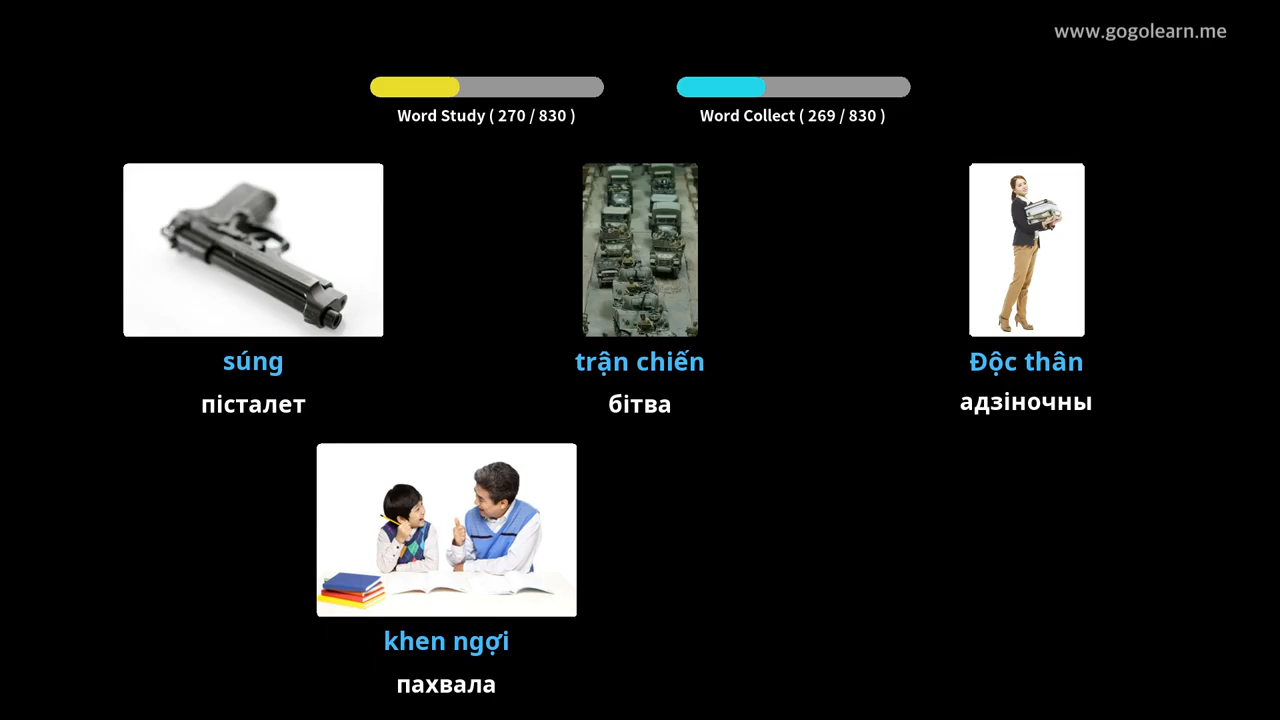 www.gogolearn.me
Word Study ( 270 / 830 )
Word Collect ( 269 / 830 )
súng
trận chiến
Độc thân
пісталет
бітва
адзіночны
khen ngợi
пахвала